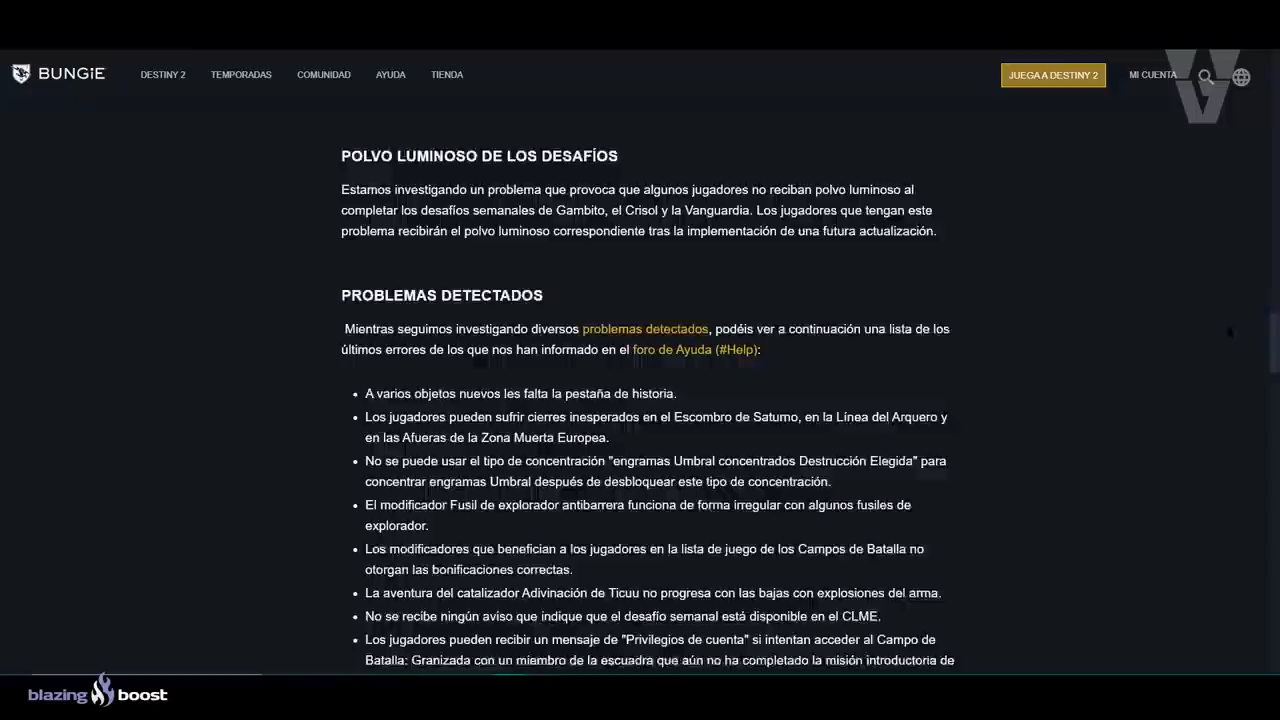 BUNGiE
DESTINY 2
TEMPORADAS
COMUNIDAD
AYUDA
TIENDA
JUEGA A DESTINY 2
MI CUENTA
POLVO LUMINOSO DE LOS DESAFÍOS
Estamos investigando un problema que provoca que algunos jugadores no reciban polvo luminoso al
completar los desafíos semanales de Gambito, el Crisol y la Vanguardia. Los jugadores que tengan este
problema recibirán el polvo luminoso correspondiente tras la implementación de una futura actualización.
PROBLEMAS DETECTADOS
Mientras seguimos investigando diversos problemas detectados, podéis ver a continuación una lista de los
últimos errores de los que nos han informado en el foro de Ayuda (#Help):
• A varios objetos nuevos les falta la pestaña de historia.
• Los jugadores pueden sufrir cierres inesperados en el Escombro de Saturno, en la Línea del Arquero y
en las Afueras de la Zona Muerta Europea.
• No se puede usar el tipo de concentración "engramas Umbral concentrados Destrucción Elegida" para
concentrar engramas Umbral después de desbloquear este tipo de concentración.
• El modificador Fusil de explorador antibarrera funciona de forma irregular con algunos fusiles de
explorador.
• Los modificadores que benefician a los jugadores en la lista de juego de los Campos de Batalla no
otorgan las bonificaciones correctas.
• La aventura del catalizador Adivinación de Ticuu no progresa con las bajas con explosiones del arma.
• No se recibe ningún aviso que indique que el desafío semanal está disponible en el CLME.
• Los jugadores pueden recibir un mensaje de "Privilegios de cuenta" si intentan acceder al Campo de
Batalla: Granizada con un miembro de la escuadra que aún no ha completado la misión introductoria de
blazing boost